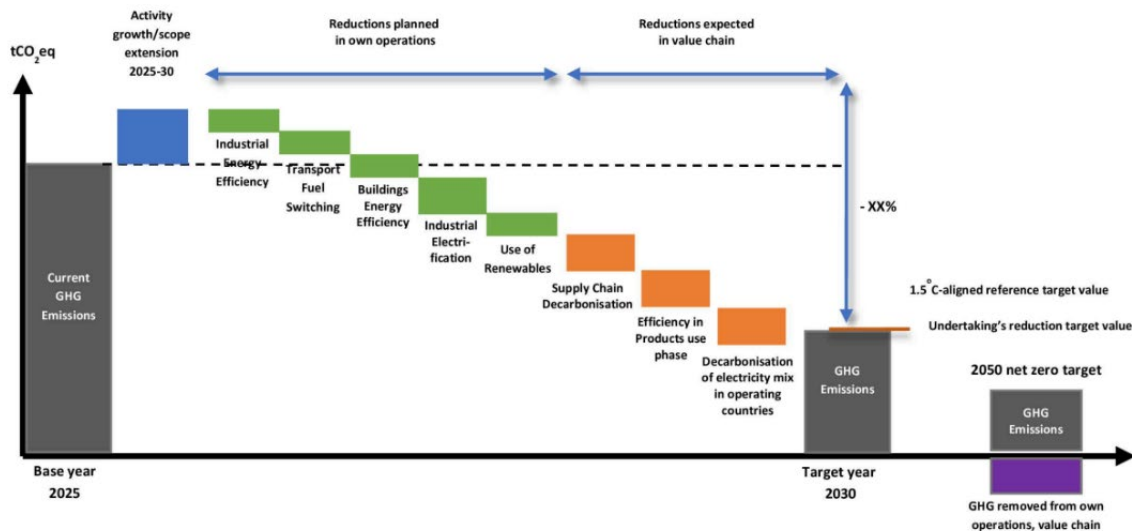 Activity
growth/scope
extension
2025-30
Reductions planned
in own operations
Reductions expected
in value chain
tCO2eq
Industrial
Energy
Efficiency
Transport
Fuel
Switching
Buildings
Energy
Efficiency
Industrial
Electri-
fication
Use of
Renewables
Supply Chain
Decarbonisation
Efficiency in
Products use
phase
Decarbonisation
of electricity mix
in operating
countries
- XX%
1.5°C-aligned reference target value
Undertaking's reduction target value
Current
GHG
Emissions
GHG
Emissions
2050 net zero target
GHG
Emissions
Base year
2025
Target year
2030
GHG removed from own
operations, value chain